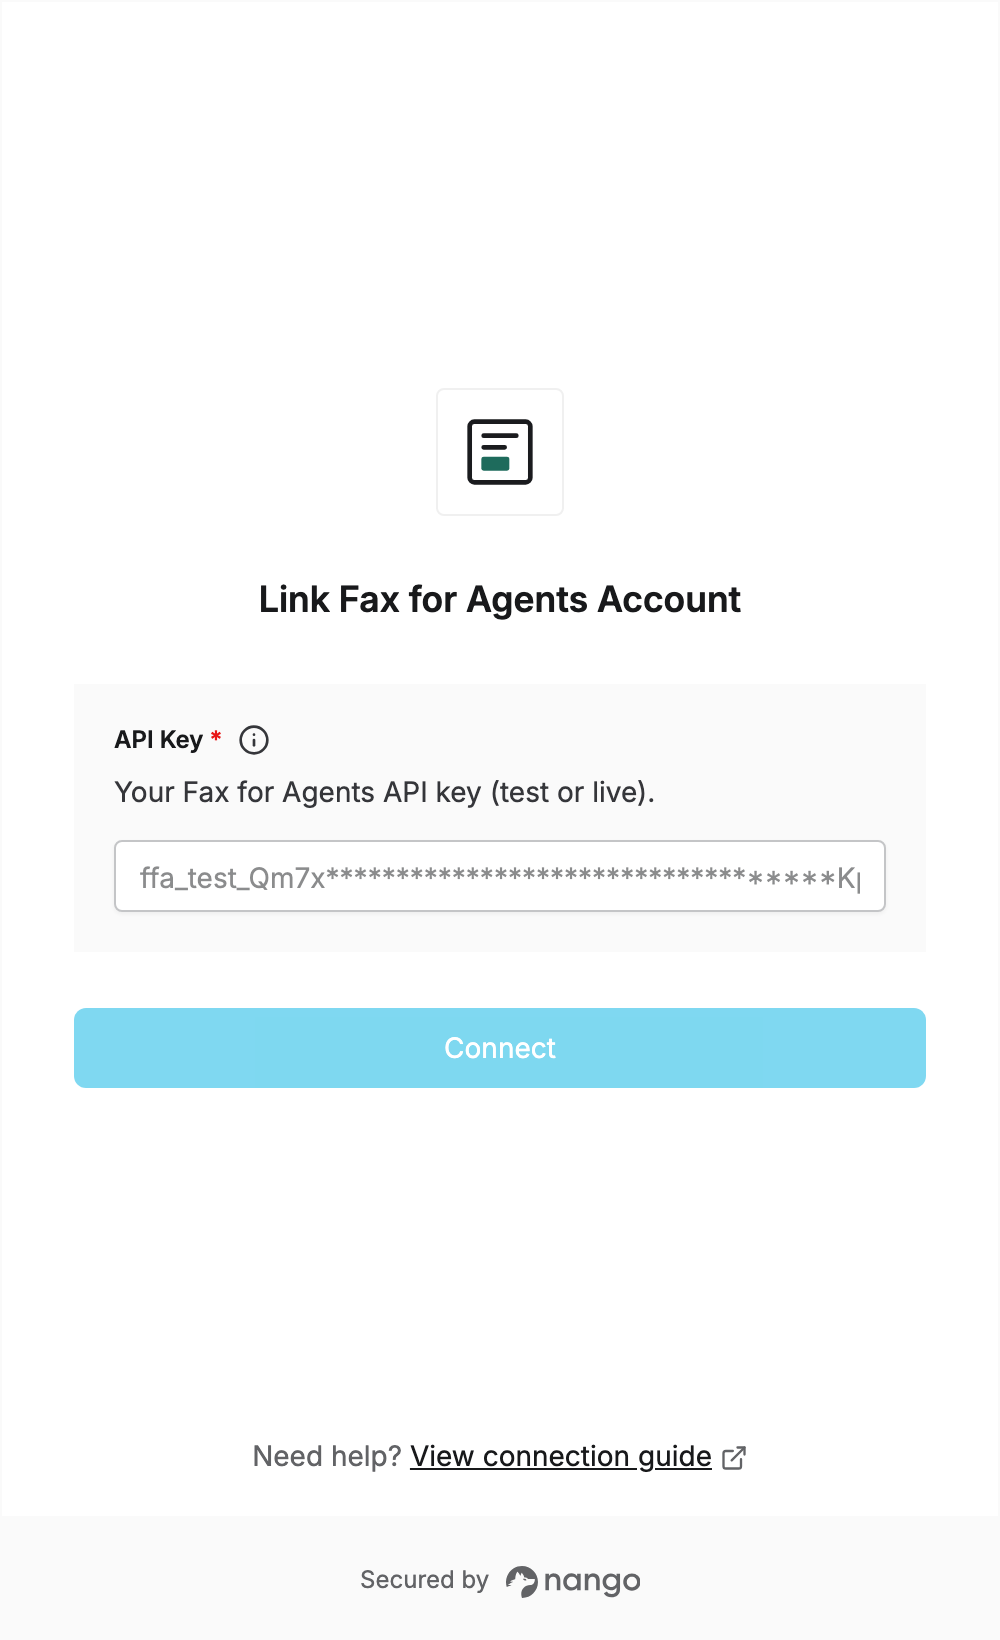 Link Fax for Agents Account
API Key *
Your Fax for Agents API key (test or live).
ffa_test_Qm7x***********************************K
Connect
Need help? View connection guide
Secured by nango